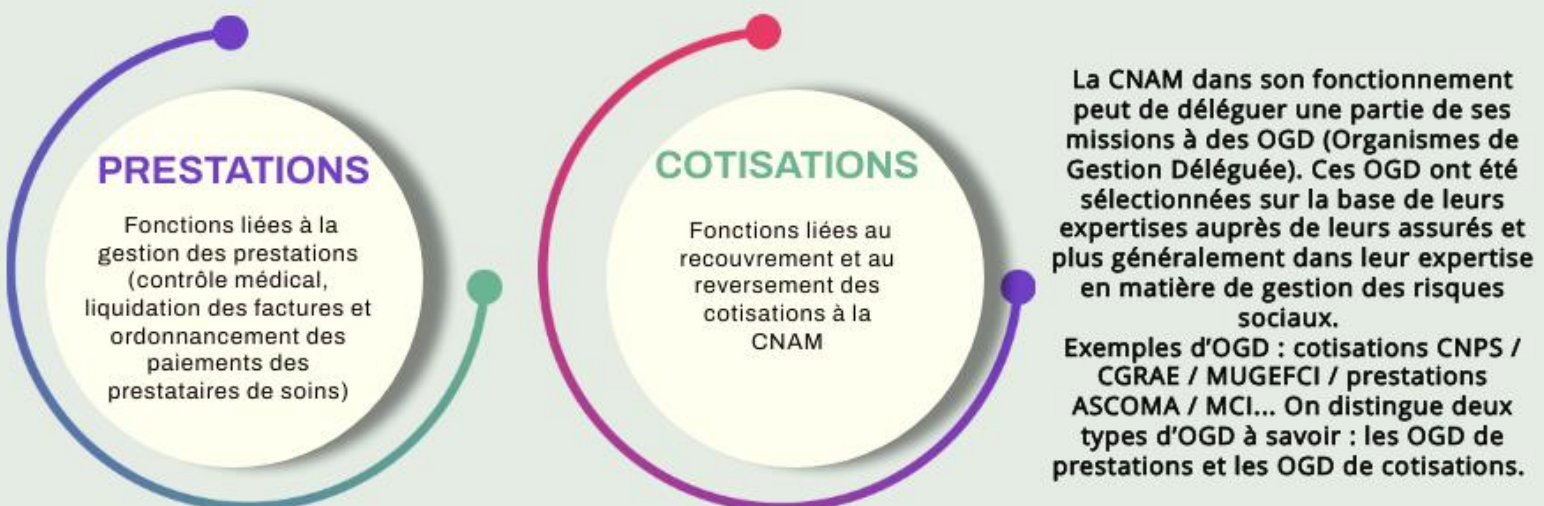 PRESTATIONS
Fonctions liées à la
gestion des prestations
(contrôle médical,
liquidation des factures et
ordonnancement des
paiements des
prestataires de soins)
COTISATIONS
Fonctions liées au
recouvrement et au
reversement des
cotisations à la
CNAM
La CNAM dans son fonctionnement
peut de déléguer une partie de ses
missions à des OGD (Organismes de
Gestion Déléguée). Ces OGD ont été
sélectionnées sur la base de leurs
expertises auprès de leurs assurés et
plus généralement dans leur expertise
en matière de gestion des risques
sociaux.
Exemples d'OGD : cotisations CNPS /
CGRAE / MUGEFCI / prestations
ASCOMA / MCI... On distingue deux
types d'OGD à savoir : les OGD de
prestations et les OGD de cotisations.